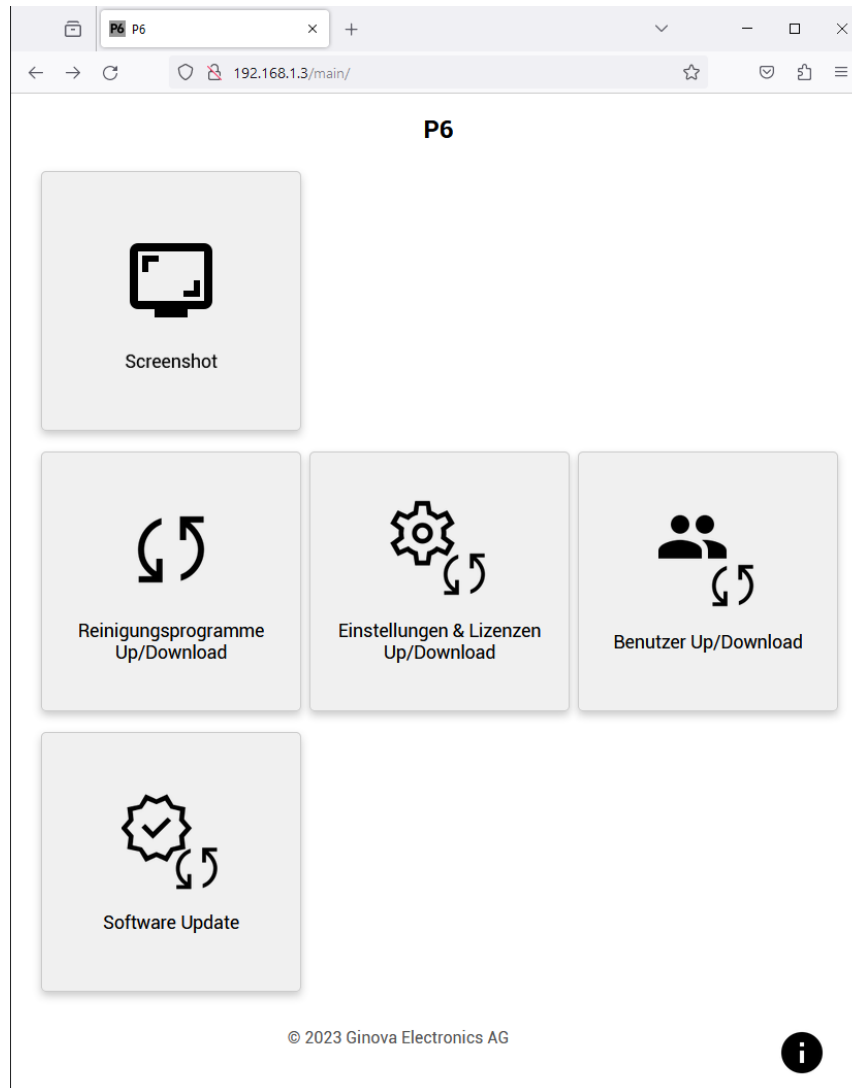 P6 P6
192.168.1.3/main/
P6
Screenshot
Reinigungsprogramme
Up/Download
Einstellungen & Lizenzen
Up/Download
Benutzer Up/Download
Software Update
© 2023 Ginova Electronics AG
i